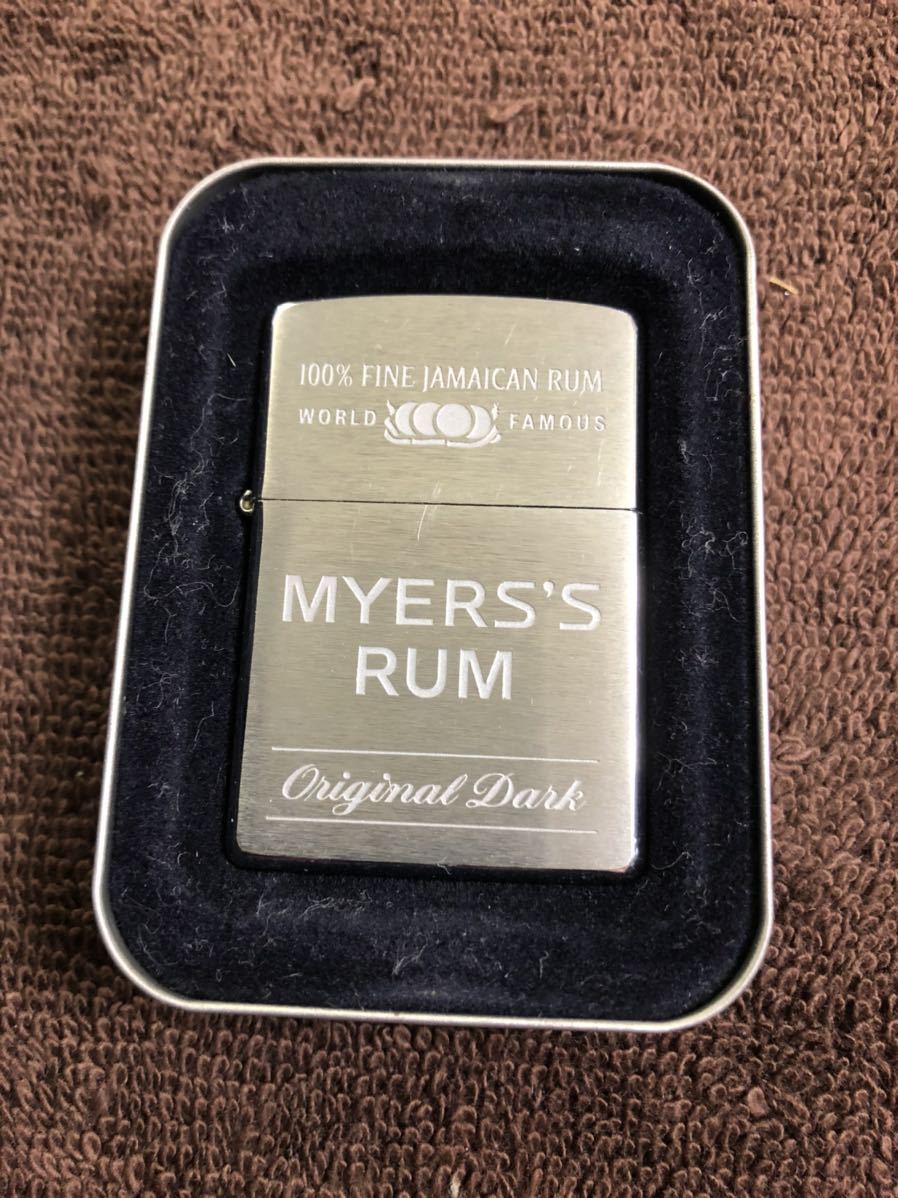 100% FINE JAMAICAN RUM
WORLD FAMOUS
MYERS'S
RUM
Original Dark